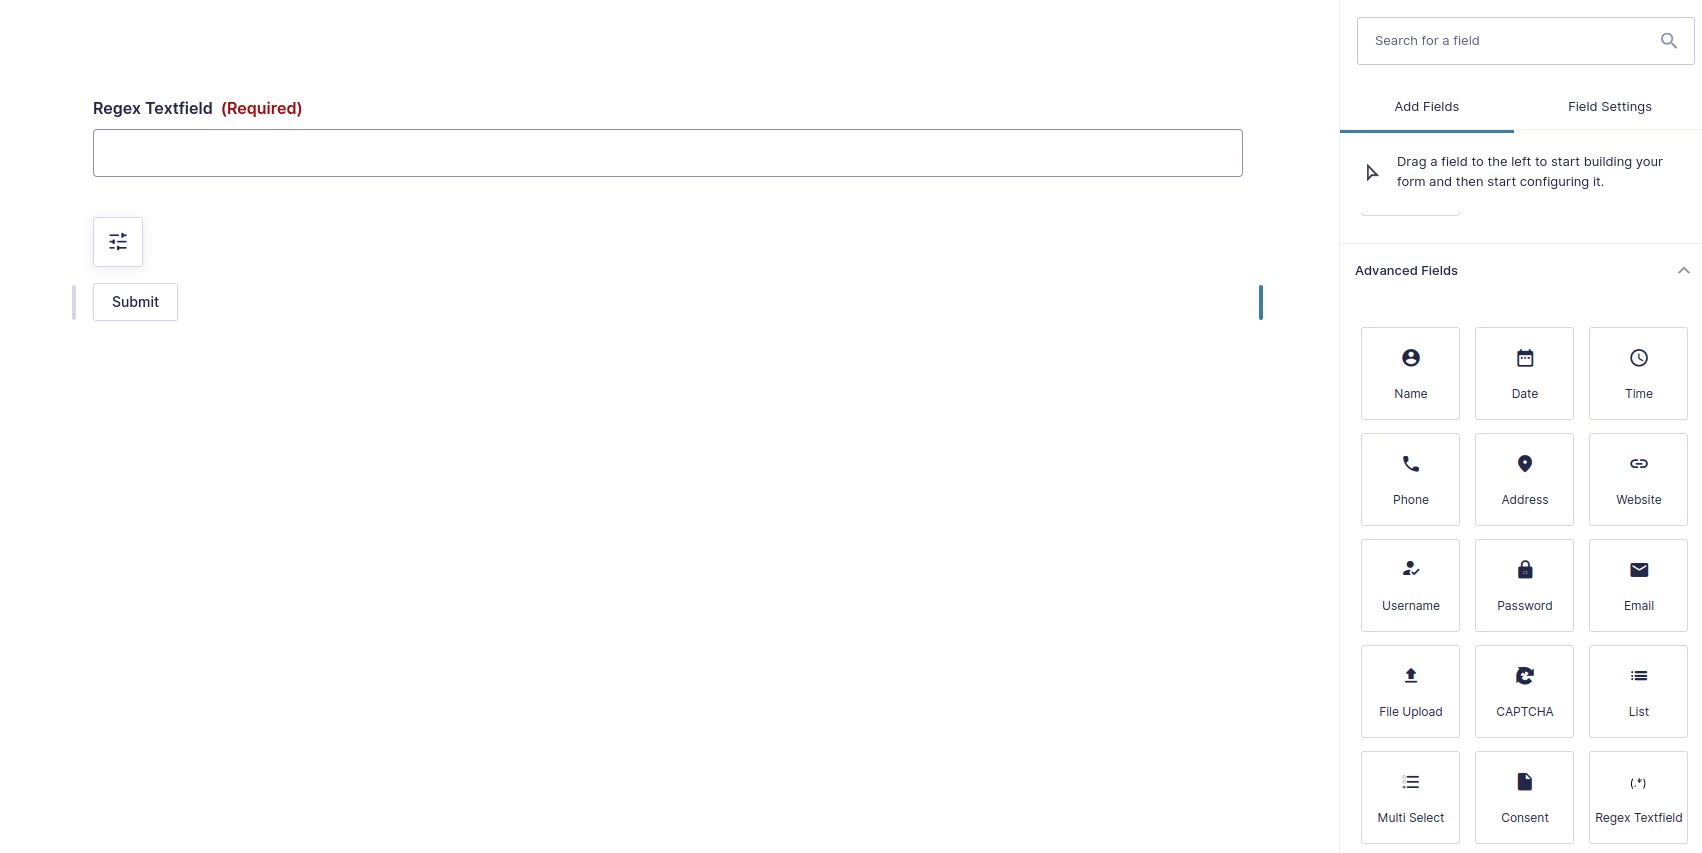 Regex Textfield (Required)
Submit
Search for a field
Add Fields
Field Settings
Drag a field to the left to start building your
form and then start configuring it.
Advanced Fields
Name
Date
Time
Phone
Address
Website
Username
Password
Email
File Upload
CAPTCHA
List
Multi Select
Consent
(.*)
Regex Textfield